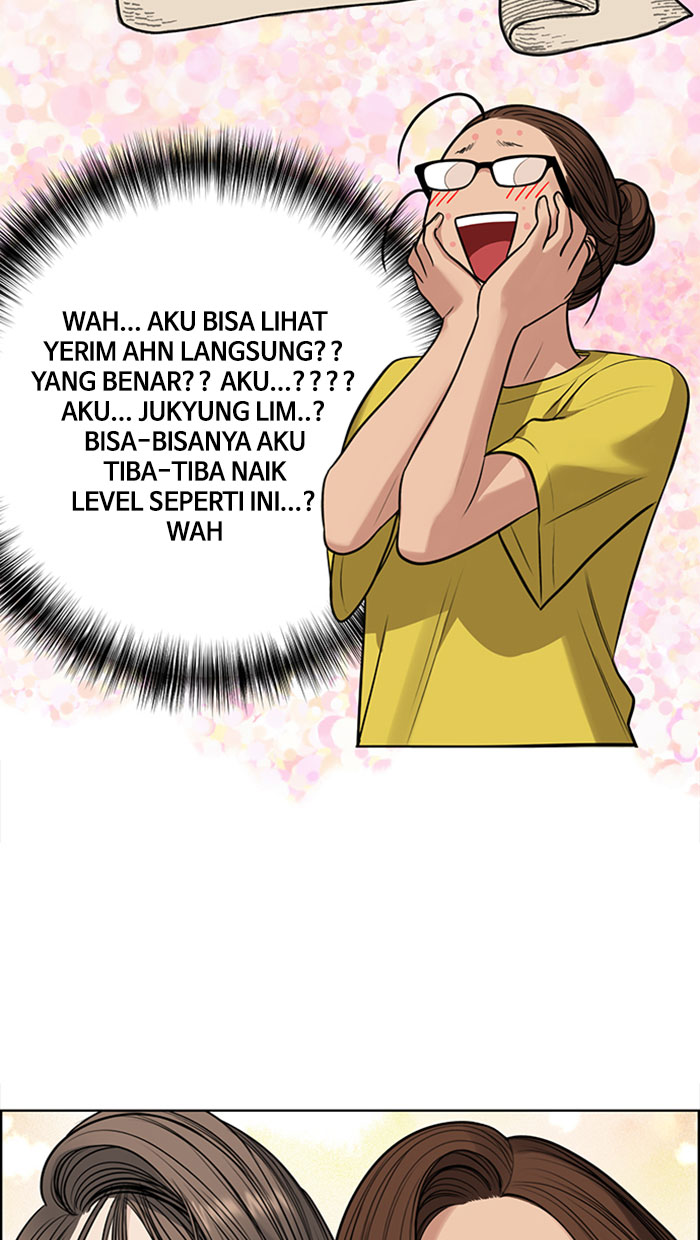 WAH... AKU BISA LIHAT
YERIM AHN LANGSUNG??
YANG BENAR?? AKU...????
AKU... JUKYUNG LIM..?
BISA-BISANYA AKU
TIBA-TIBA NAIK
LEVEL SEPERTI INI...?
WAH